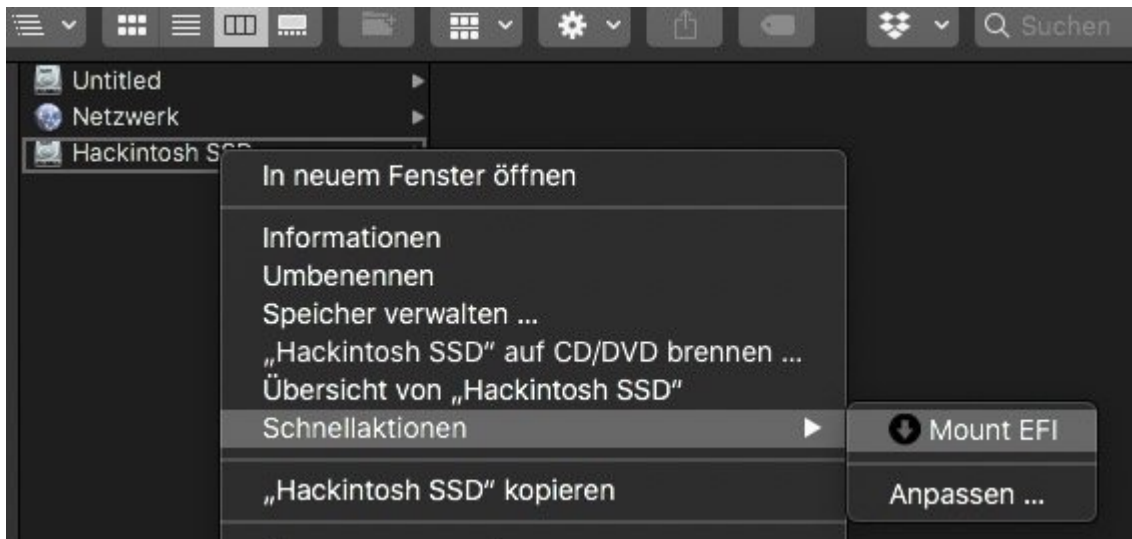 Suchen
Untitled
Netzwerk
Hackintosh SSD
In neuem Fenster öffnen
Informationen
Umbenennen
Speicher verwalten ...
„Hackintosh SSD“ auf CD/DVD brennen ...
Übersicht von „Hackintosh SSD“
Schnellaktionen
Mount EFI
„Hackintosh SSD“ kopieren
Anpassen ...